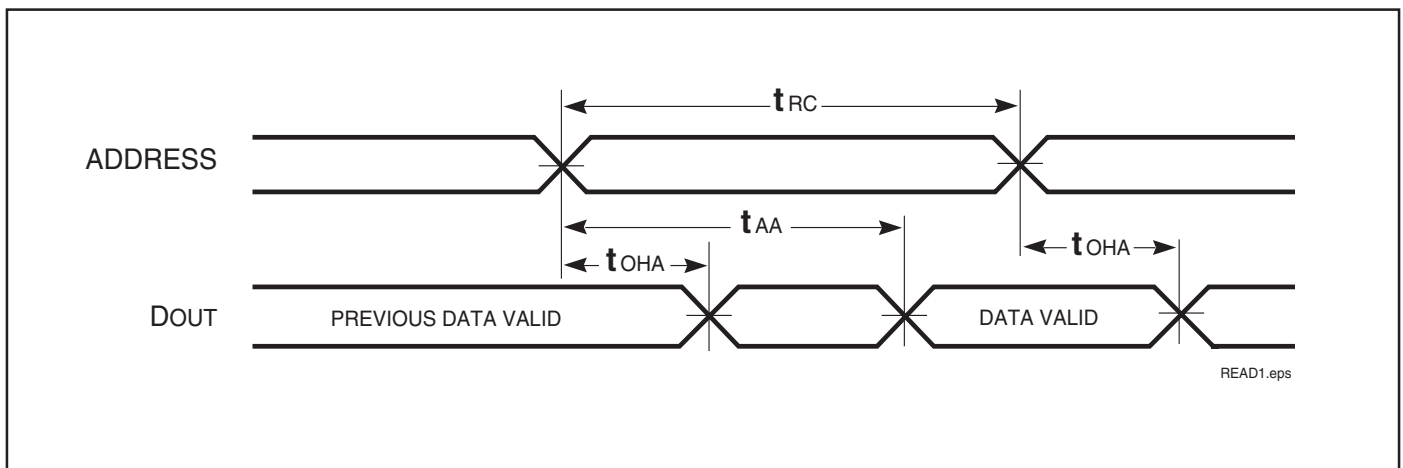 tRC
ADDRESS
tAA
tOHA
tOHA
DOUT
PREVIOUS DATA VALID
DATA VALID
READ1.eps